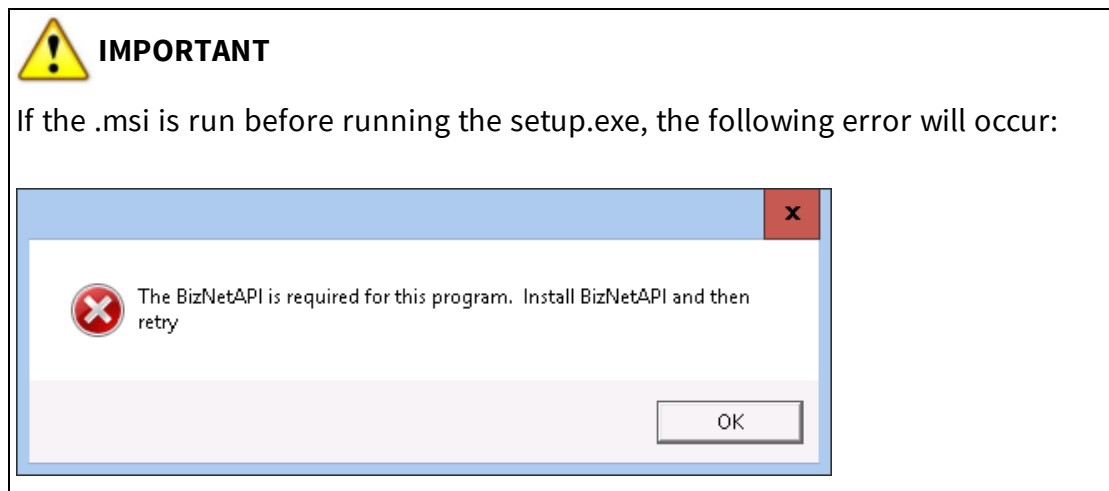 IMPORTANT
If the .msi is run before running the setup.exe, the following error will occur:
x
The BizNetAPI is required for this program.  Install BizNetAPI and then
retry
OK